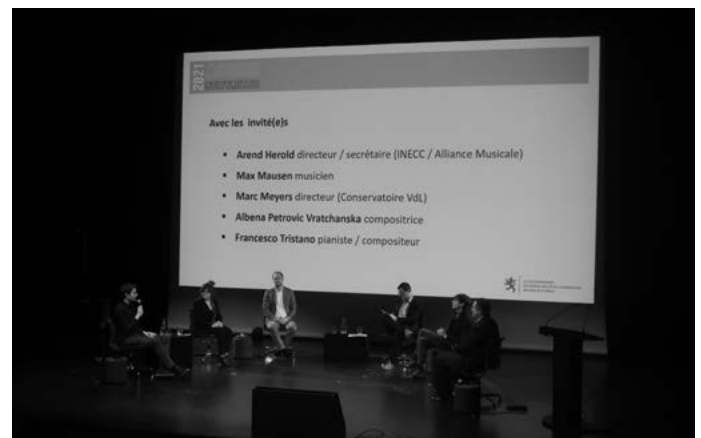 2021
Avec les invité(e)s
Arend Herold directeur / secrétaire (INECC / Alliance Musicale)
Max Mausen musicien
Marc Meyers directeur (Conservatoire VdL)
Albena Petrovic Vratchanska compositrice
Francesco Tristano pianiste / compositeur